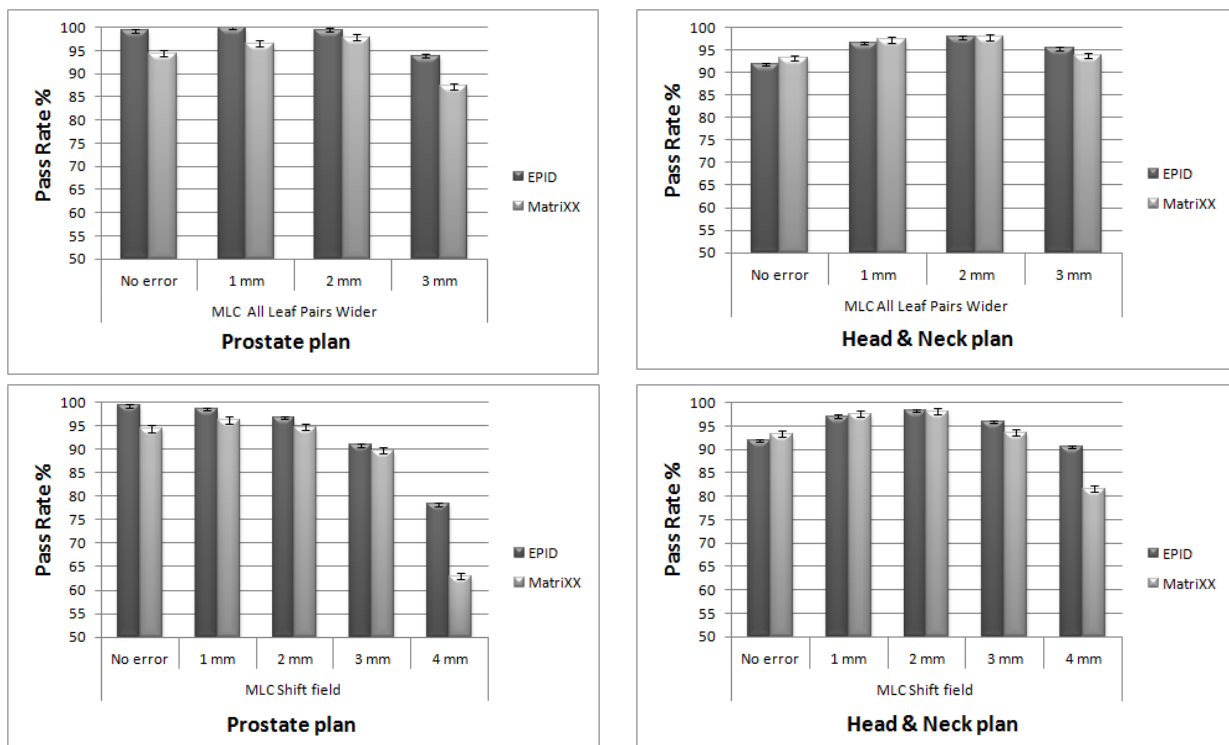 Pass Rate %
100
95
90
85
80
75
70
65
60
55
50
No error 1 mm 2 mm 3 mm
MLC All Leaf Pairs Wider
Prostate plan
EPID
MatriXX
Pass Rate %
100
95
90
85
80
75
70
65
60
55
50
No error 1 mm 2 mm 3 mm
MLC All Leaf Pairs Wider
Head & Neck plan
EPID
MatriXX
Pass Rate %
100
95
90
85
80
75
70
65
60
55
50
No error 1 mm 2 mm 3 mm 4 mm
MLC Shift field
Prostate plan
EPID
MatriXX
Pass Rate %
100
95
90
85
80
75
70
65
60
55
50
No error 1 mm 2 mm 3 mm 4 mm
MLC Shift field
Head & Neck plan
EPID
MatriXX